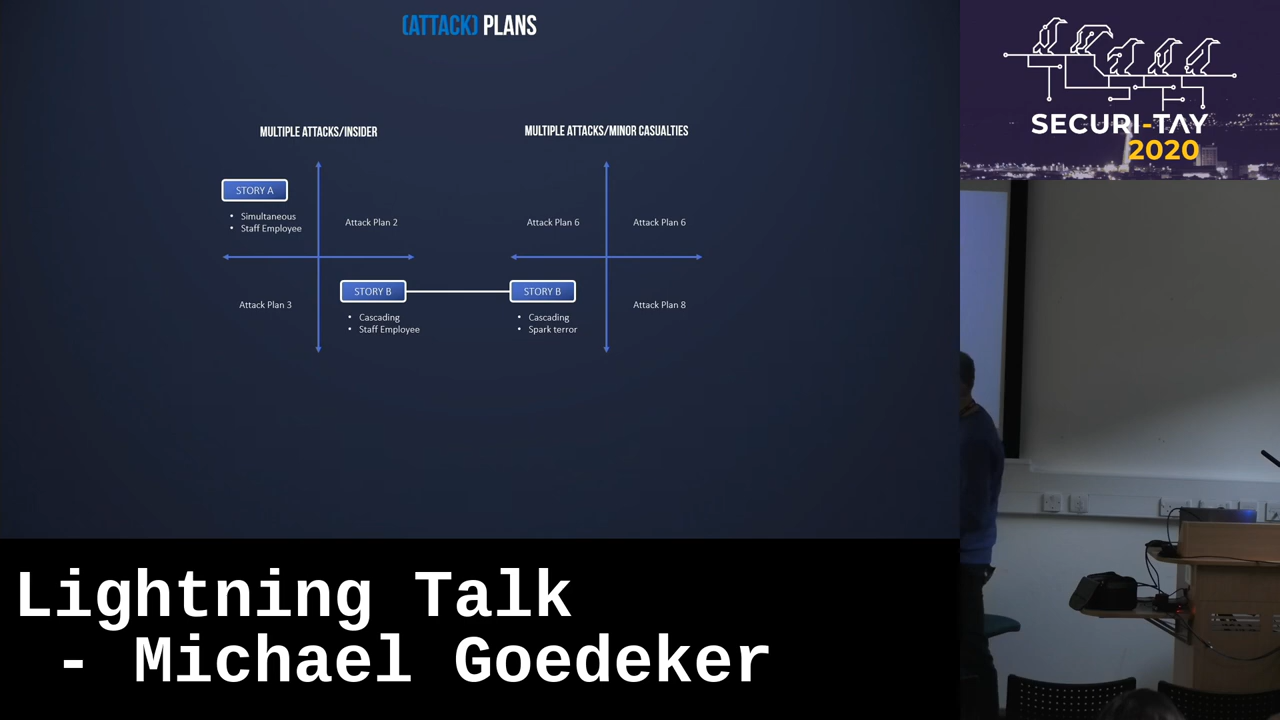 (ATTACK) PLANS
MULTIPLE ATTACKS/INSIDER
STORY A
• Simultaneous
• Staff Employee
Attack Plan 2
Attack Plan 3
STORY B
• Cascading
• Staff Employee
MULTIPLE ATTACKS/MINOR CASUALTIES
Attack Plan 6
Attack Plan 6
STORY B
• Cascading
• Spark terror
Attack Plan 8
SECURI-TAY
2020
Lightning Talk
- Michael Goedeker